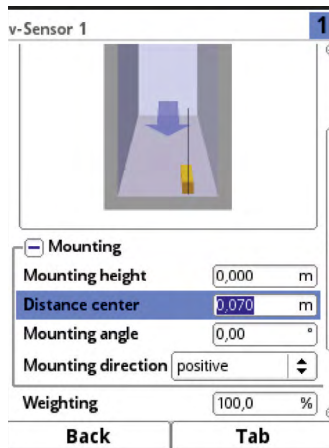 v-Sensor 1
1
Mounting
Mounting height 0,000 m
Distance center 0,070 m
Mounting angle 0,00 °
Mounting direction positive
Weighting 100,0 %
Back Tab